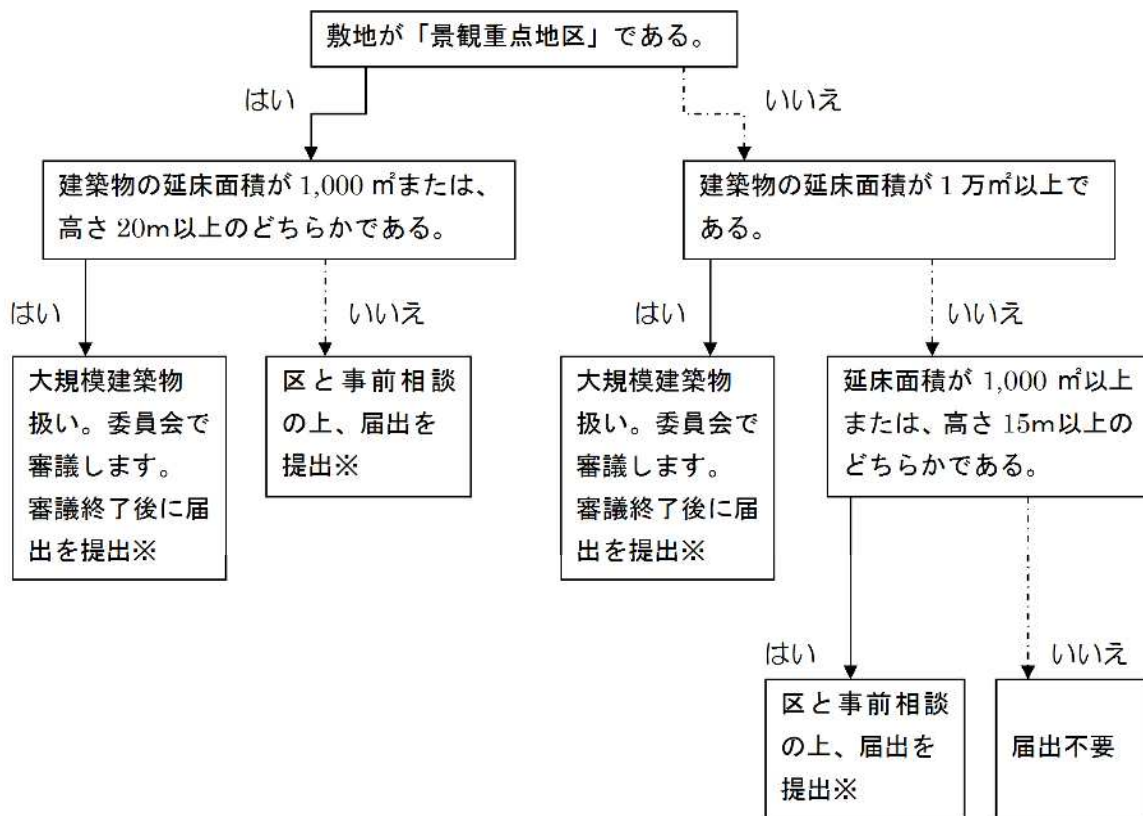 敷地が「景観重点地区」である。
はい
いいえ
建築物の延床面積が 1,000 ㎡または、
高さ 20m以上のどちらかである。
建築物の延床面積が 1 万㎡以上で
ある。
はい
いいえ
はい
いいえ
大規模建築物
扱い。委員会で
審議します。
審議終了後に届
出を提出※
区と事前相談
の上、届出を
提出※
大規模建築物
扱い。委員会で
審議します。
審議終了後に届
出を提出※
延床面積が 1,000 ㎡以上
または、高さ 15m以上の
どちらかである。
はい
いいえ
区と事前相談
の上、届出を
提出※
届出不要